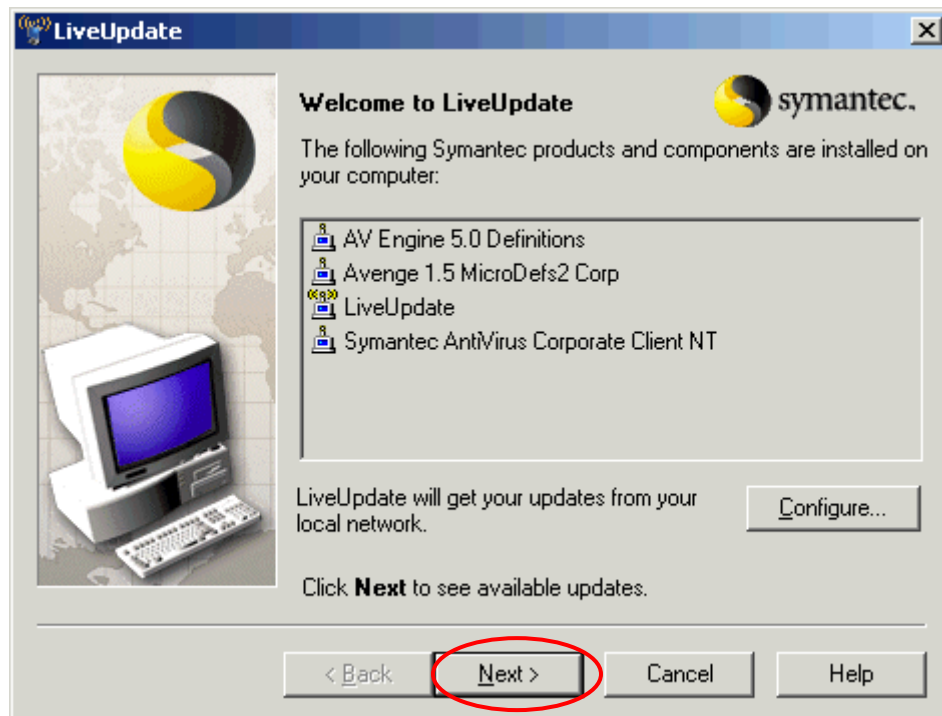 LiveUpdate
Welcome to LiveUpdate
symantec.
The following Symantec products and components are installed on
your computer:
AV Engine 5.0 Definitions
Avenge 1.5 MicroDefs2 Corp
LiveUpdate
Symantec AntiVirus Corporate Client NT
LiveUpdate will get your updates from your
local network.
Configure...
Click Next to see available updates.
< Back
Next >
Cancel
Help